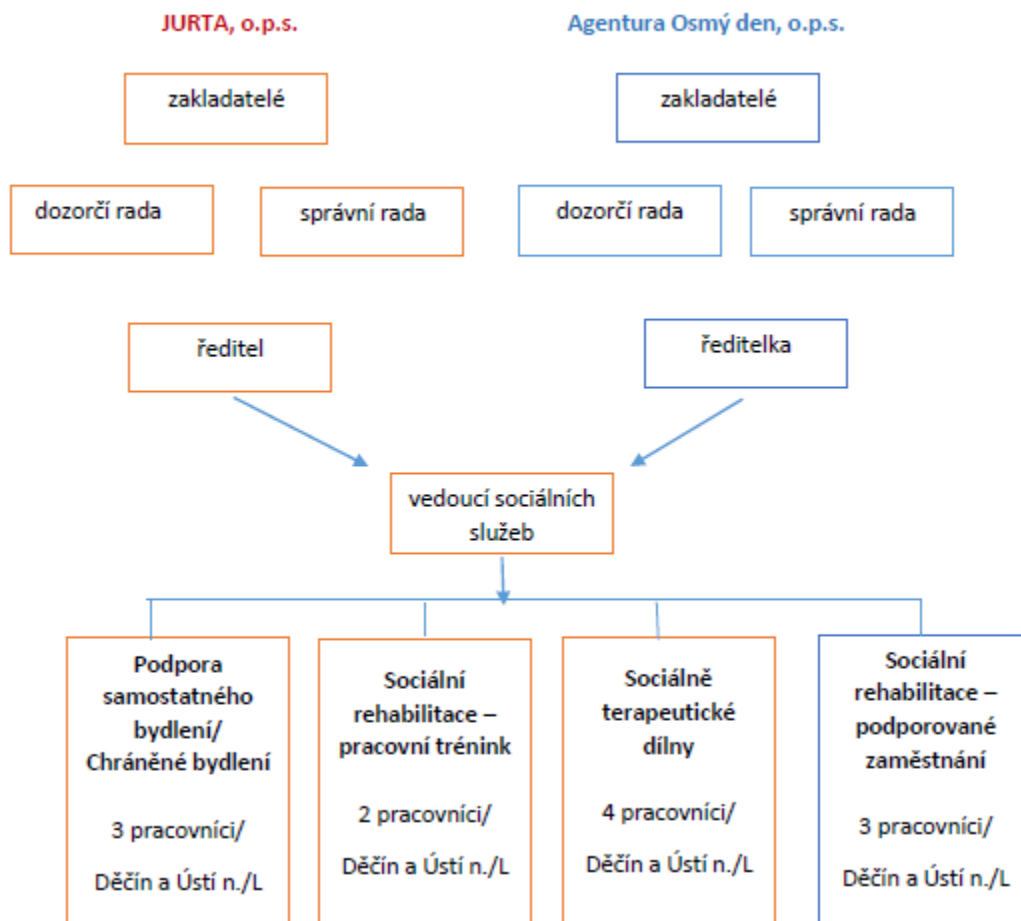 JURTA, o.p.s.
Agentura Osmý den, o.p.s.
zakladatelé
zakladatelé
dozorčí rada
správní rada
dozorčí rada
správní rada
ředitel
ředitelka
vedoucí sociálních
služeb
Podpora
samostatného
bydlení/
Chráněné bydlení
3 pracovníci/
Děčín a Ústí n./L
Sociální
rehabilitace –
pracovní trénink
2 pracovníci/
Děčín a Ústí n./L
Sociálně
terapeutické
dílny
4 pracovníci/
Děčín a Ústí n./L
Sociální
rehabilitace –
podporované
zaměstnání
3 pracovníci/
Děčín a Ústí n./L